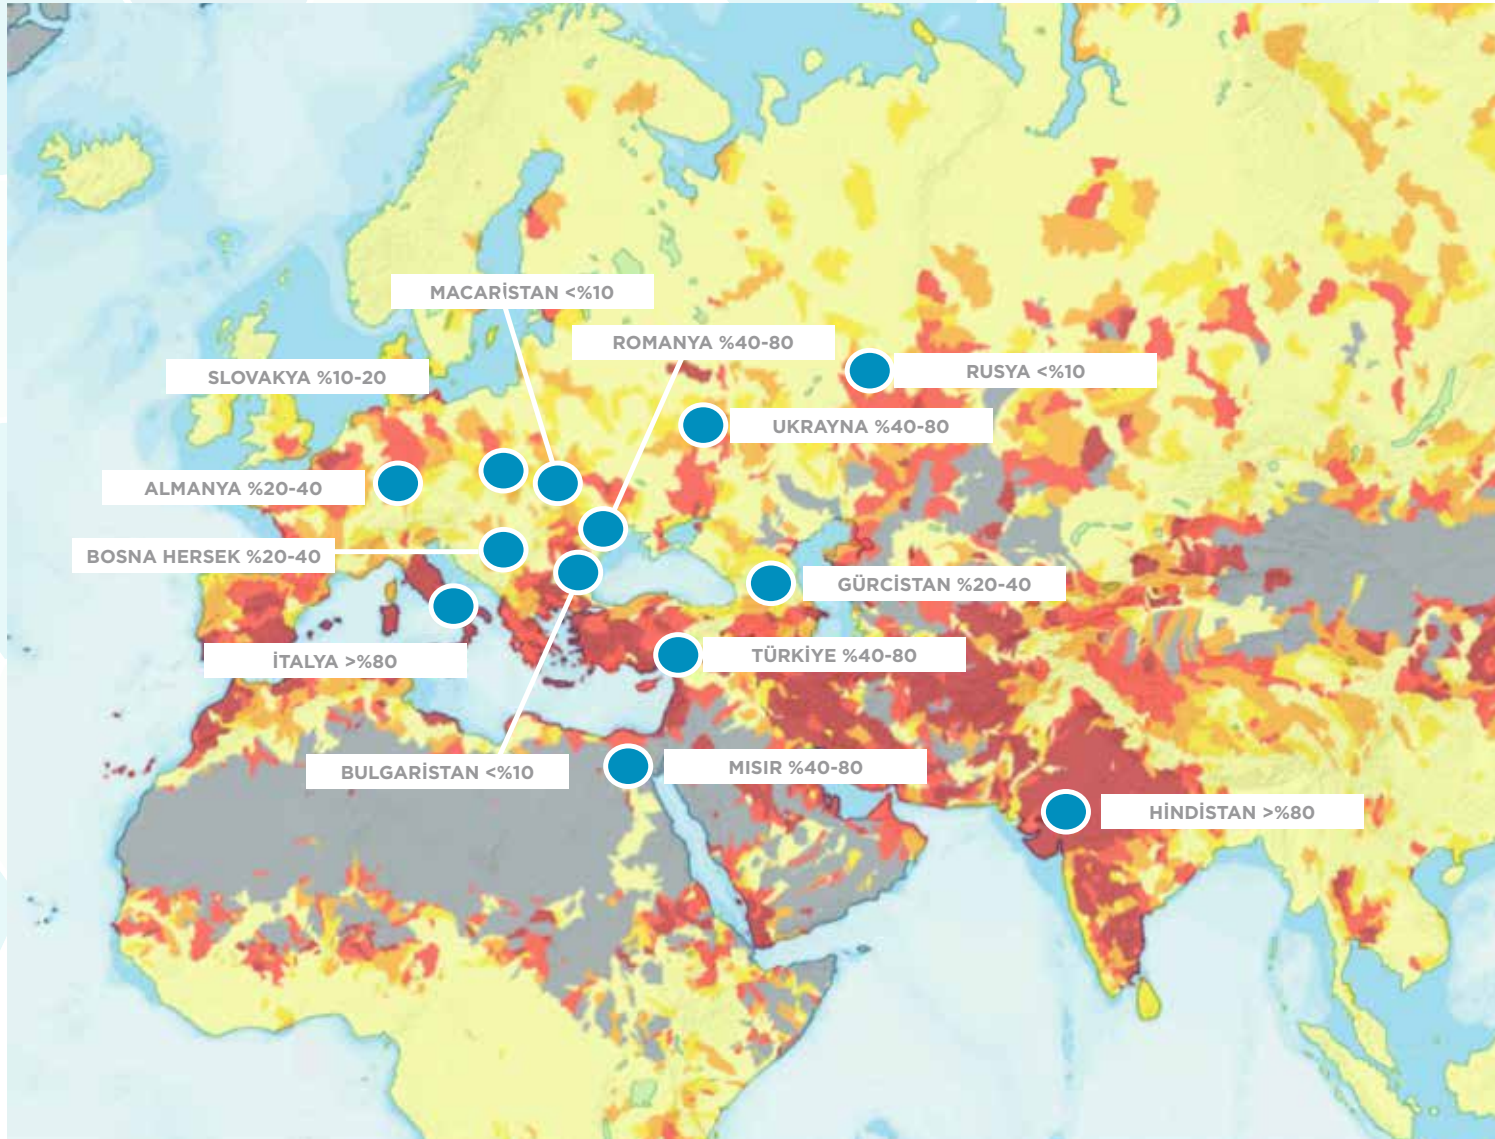 MACARİSTAN <%10
ROMANYA %40-80
SLOVAKYA %10-20
RUSYA <%10
UKRAYNA %40-80
ALMANYA %20-40
BOSNA HERSEK %20-40
GÜRCİSTAN %20-40
İTALYA >%80
TÜRKİYE %40-80
BULGARİSTAN <%10
MISIR %40-80
HİNDİSTAN >%80